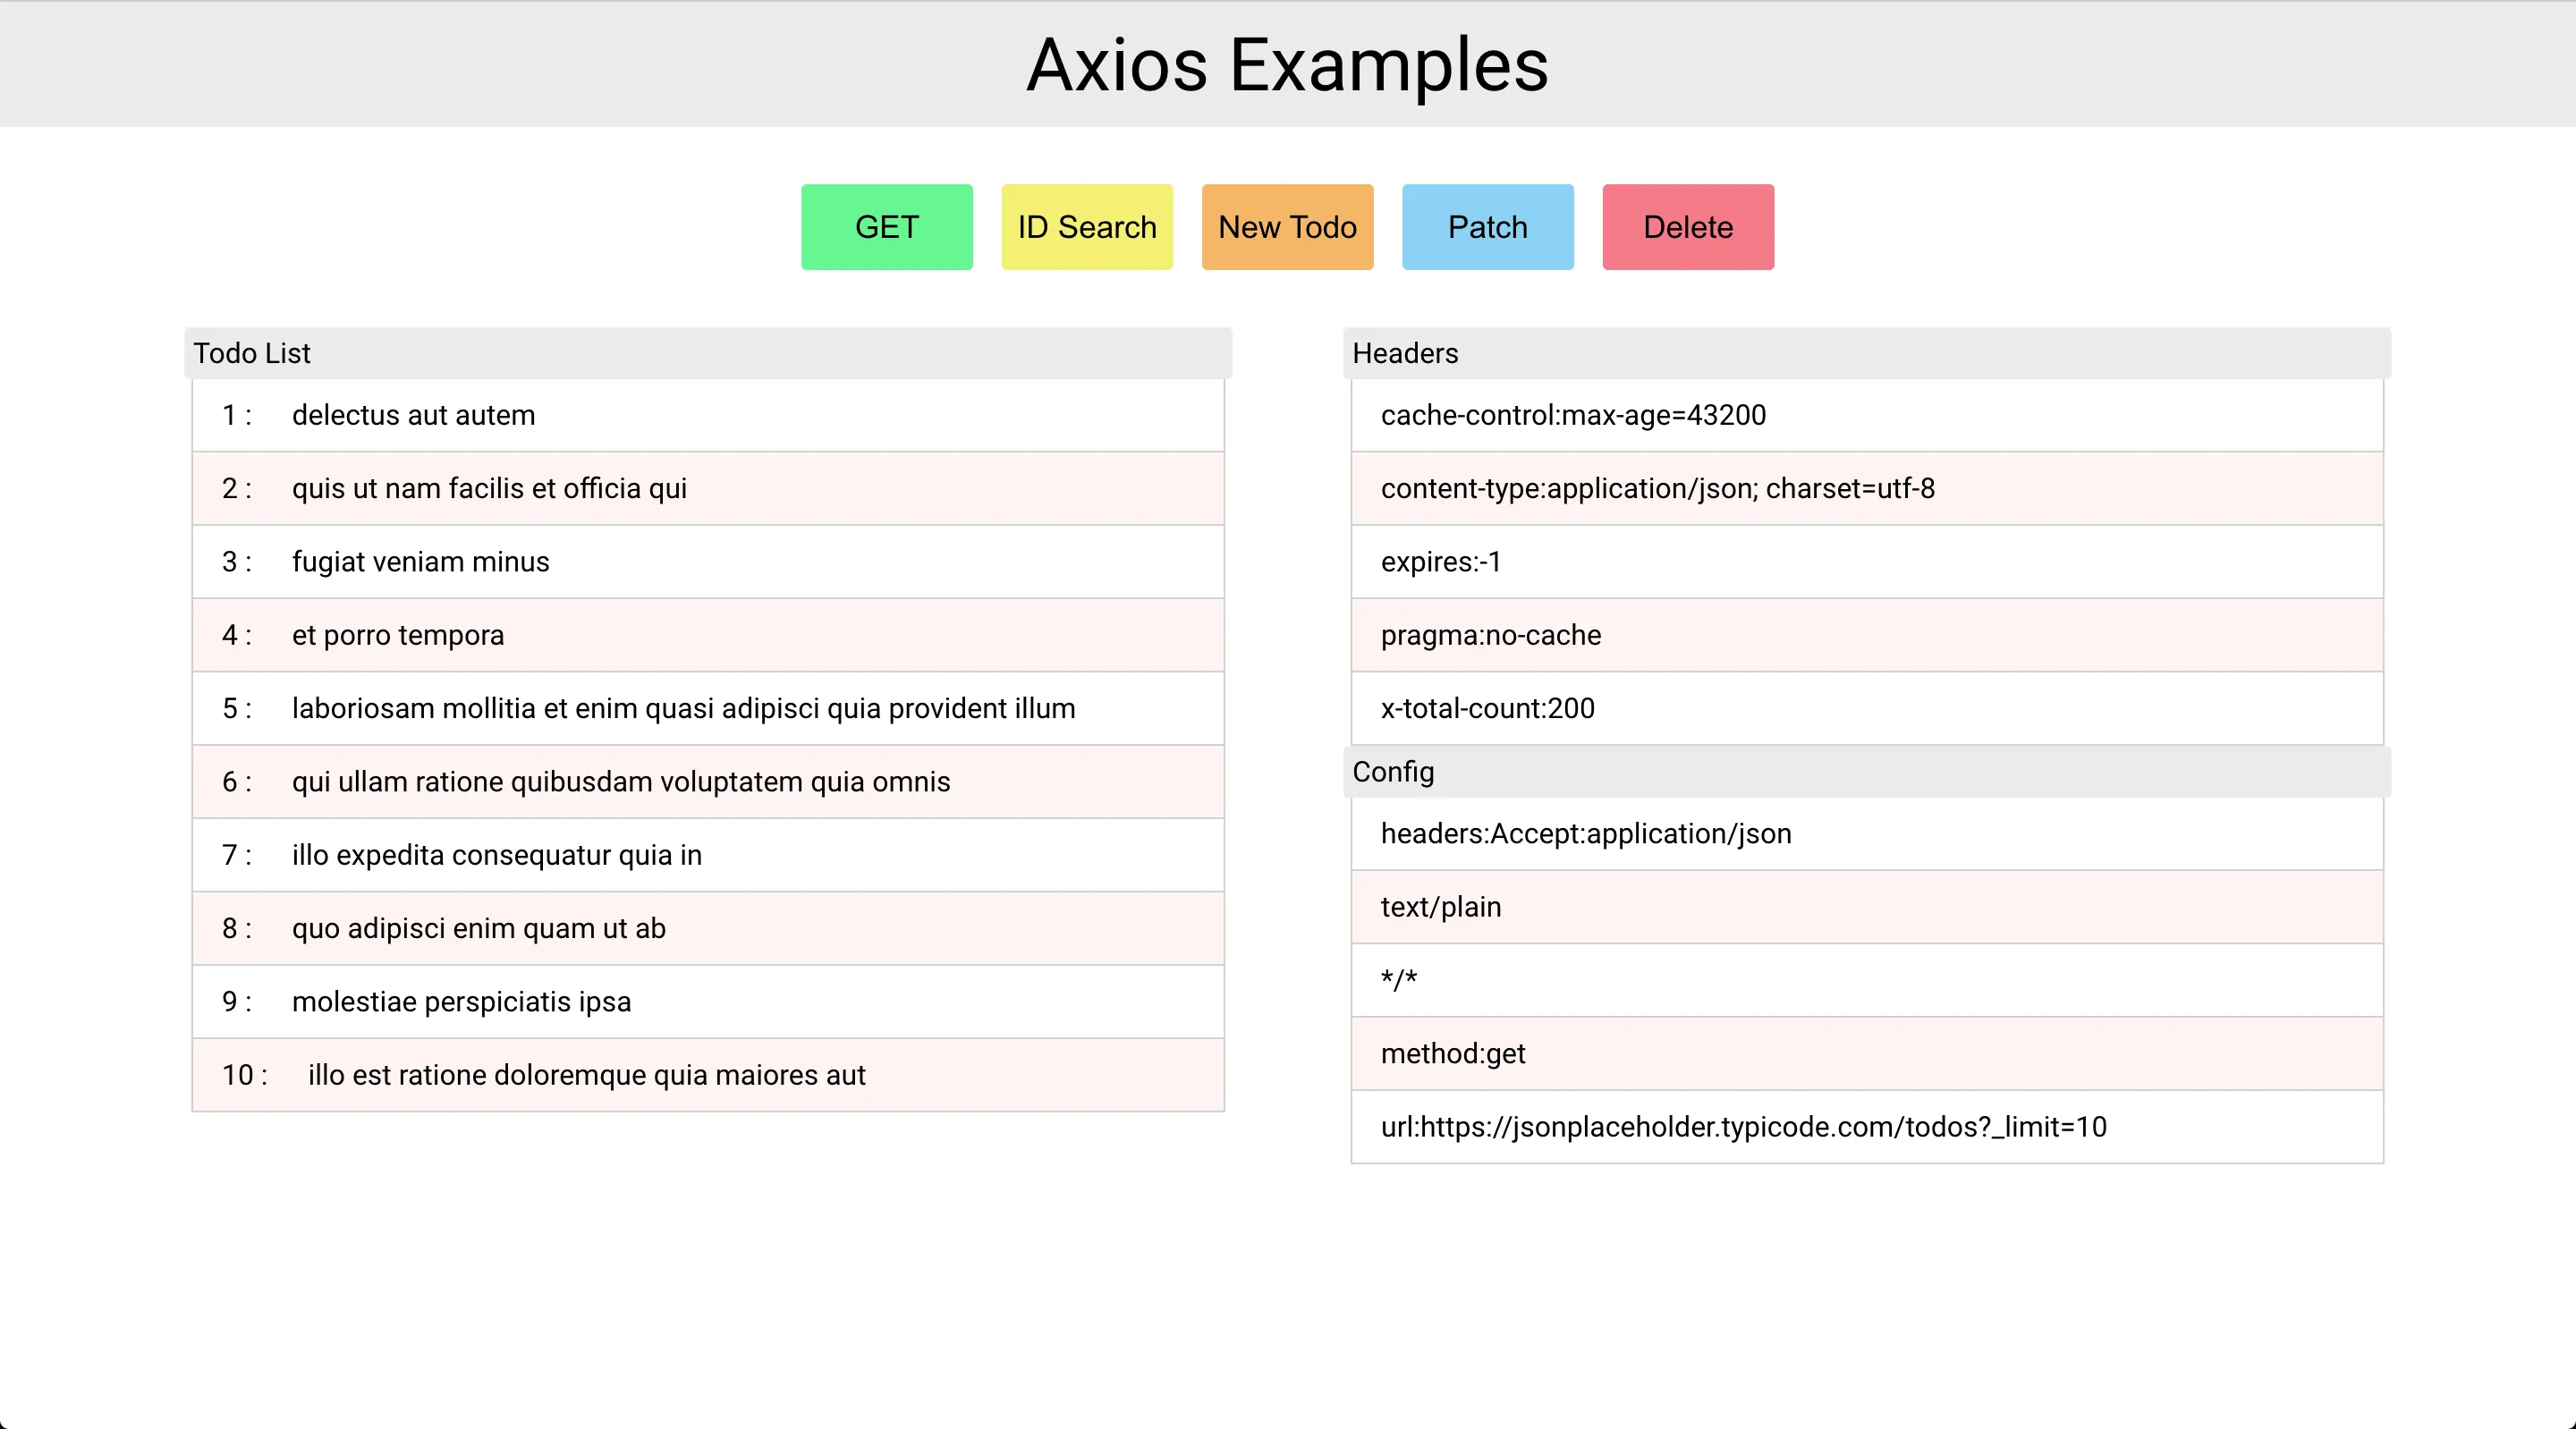 Axios Examples
GET
ID Search
New Todo
Patch
Delete
Todo List
1 : delectus aut autem
2 : quis ut nam facilis et officia qui
3 : fugiat veniam minus
4 : et porro tempora
5 : laboriosam mollitia et enim quasi adipisci quia provident illum
6 : qui ullam ratione quibusdam voluptatem quia omnis
7 : illo expedita consequatur quia in
8 : quo adipisci enim quam ut ab
9 : molestiae perspiciatis ipsa
10 : illo est ratione doloremque quia maiores aut
Headers
cache-control:max-age=43200
content-type:application/json; charset=utf-8
expires:-1
pragma:no-cache
x-total-count:200
Config
headers:Accept:application/json
text/plain
*/*
method:get
url:https://jsonplaceholder.typicode.com/todos?_limit=10